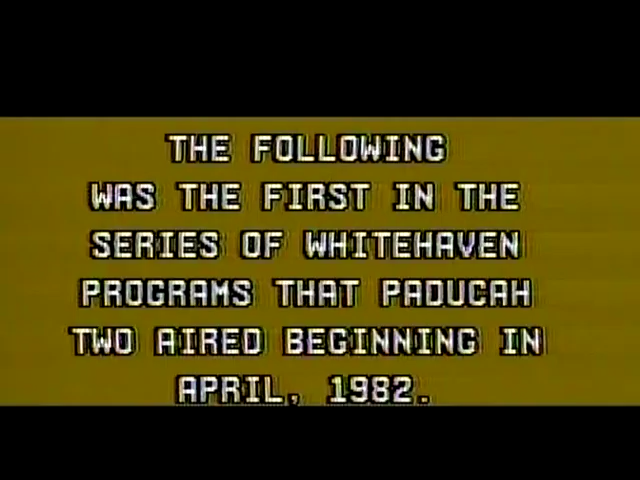 THE FOLLOWING
WAS THE FIRST IN THE
SERIES OF WHITEHAVEN
PROGRAMS THAT PADUCAH
TWO AIRED BEGINNING IN
APRIL, 1982.